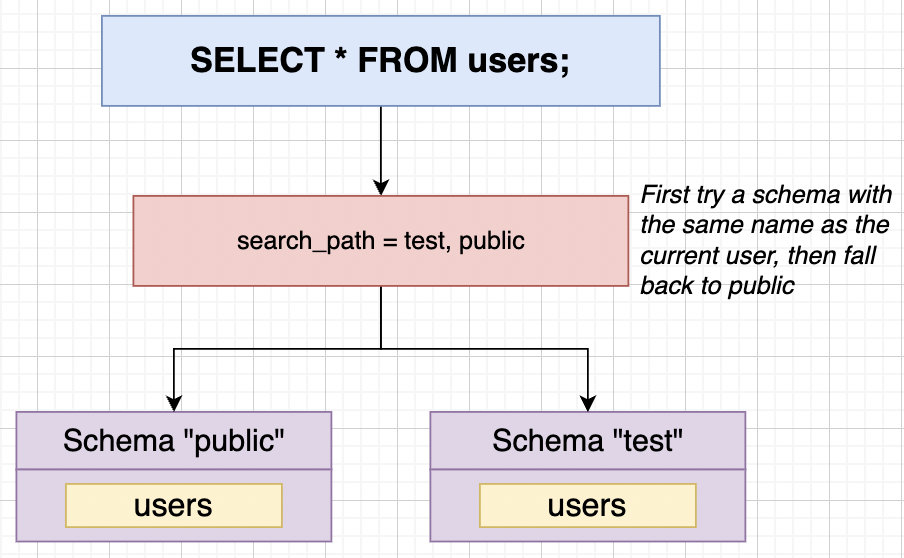 SELECT * FROM users;
search_path = test, public
First try a schema with
the same name as the
current user, then fall
back to public
Schema "public"
users
Schema "test"
users